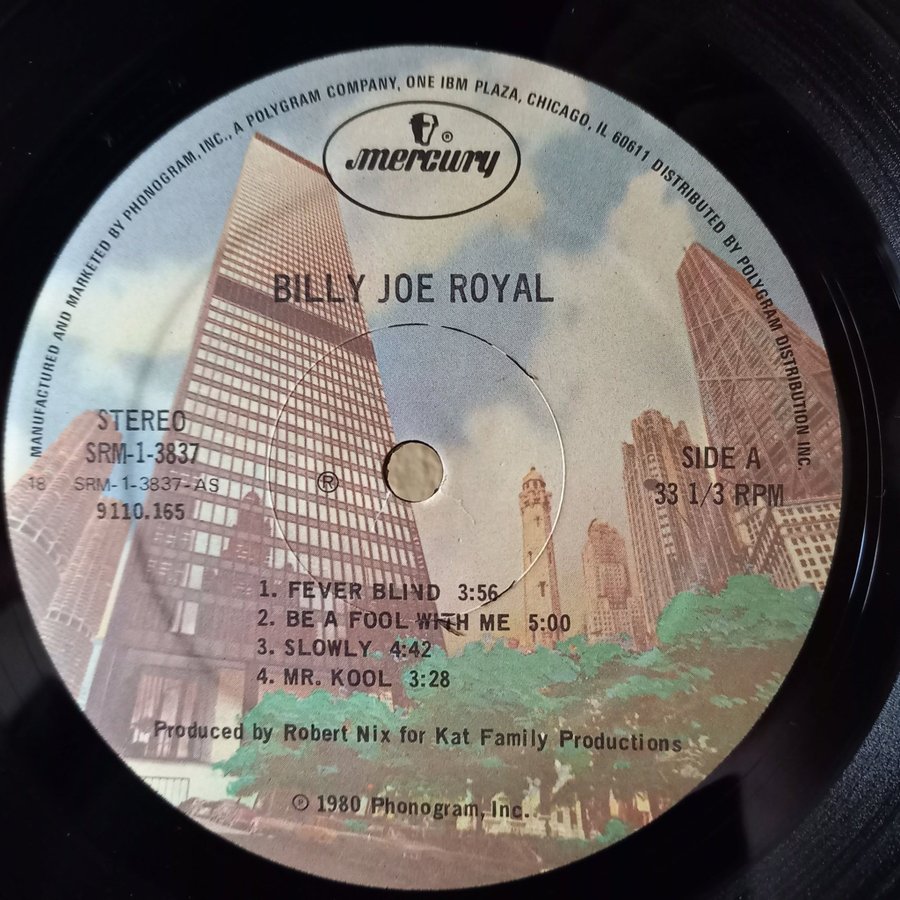 MANUFACTURED AND MARKETED BY PHONOGRAM, INC., A POLYGRAM COMPANY, ONE IBM PLAZA, CHICAGO, IL 60611 DISTRIBUTED BY POLYGRAM DISTRIBUTION INC.
mercury ®
BILLY JOE ROYAL
STEREO
SRM-1-3837
18 SRM-1-3837-AS
9110.165
®
SIDE A
33 1/3 RPM
1. FEVER BLIND 3:56
2. BE A FOOL WITH ME 5:00
3. SLOWLY 4:42
4. MR. KOOL 3:28
Produced by Robert Nix for Kat Family Productions
℗ 1980 Phonogram, Inc.